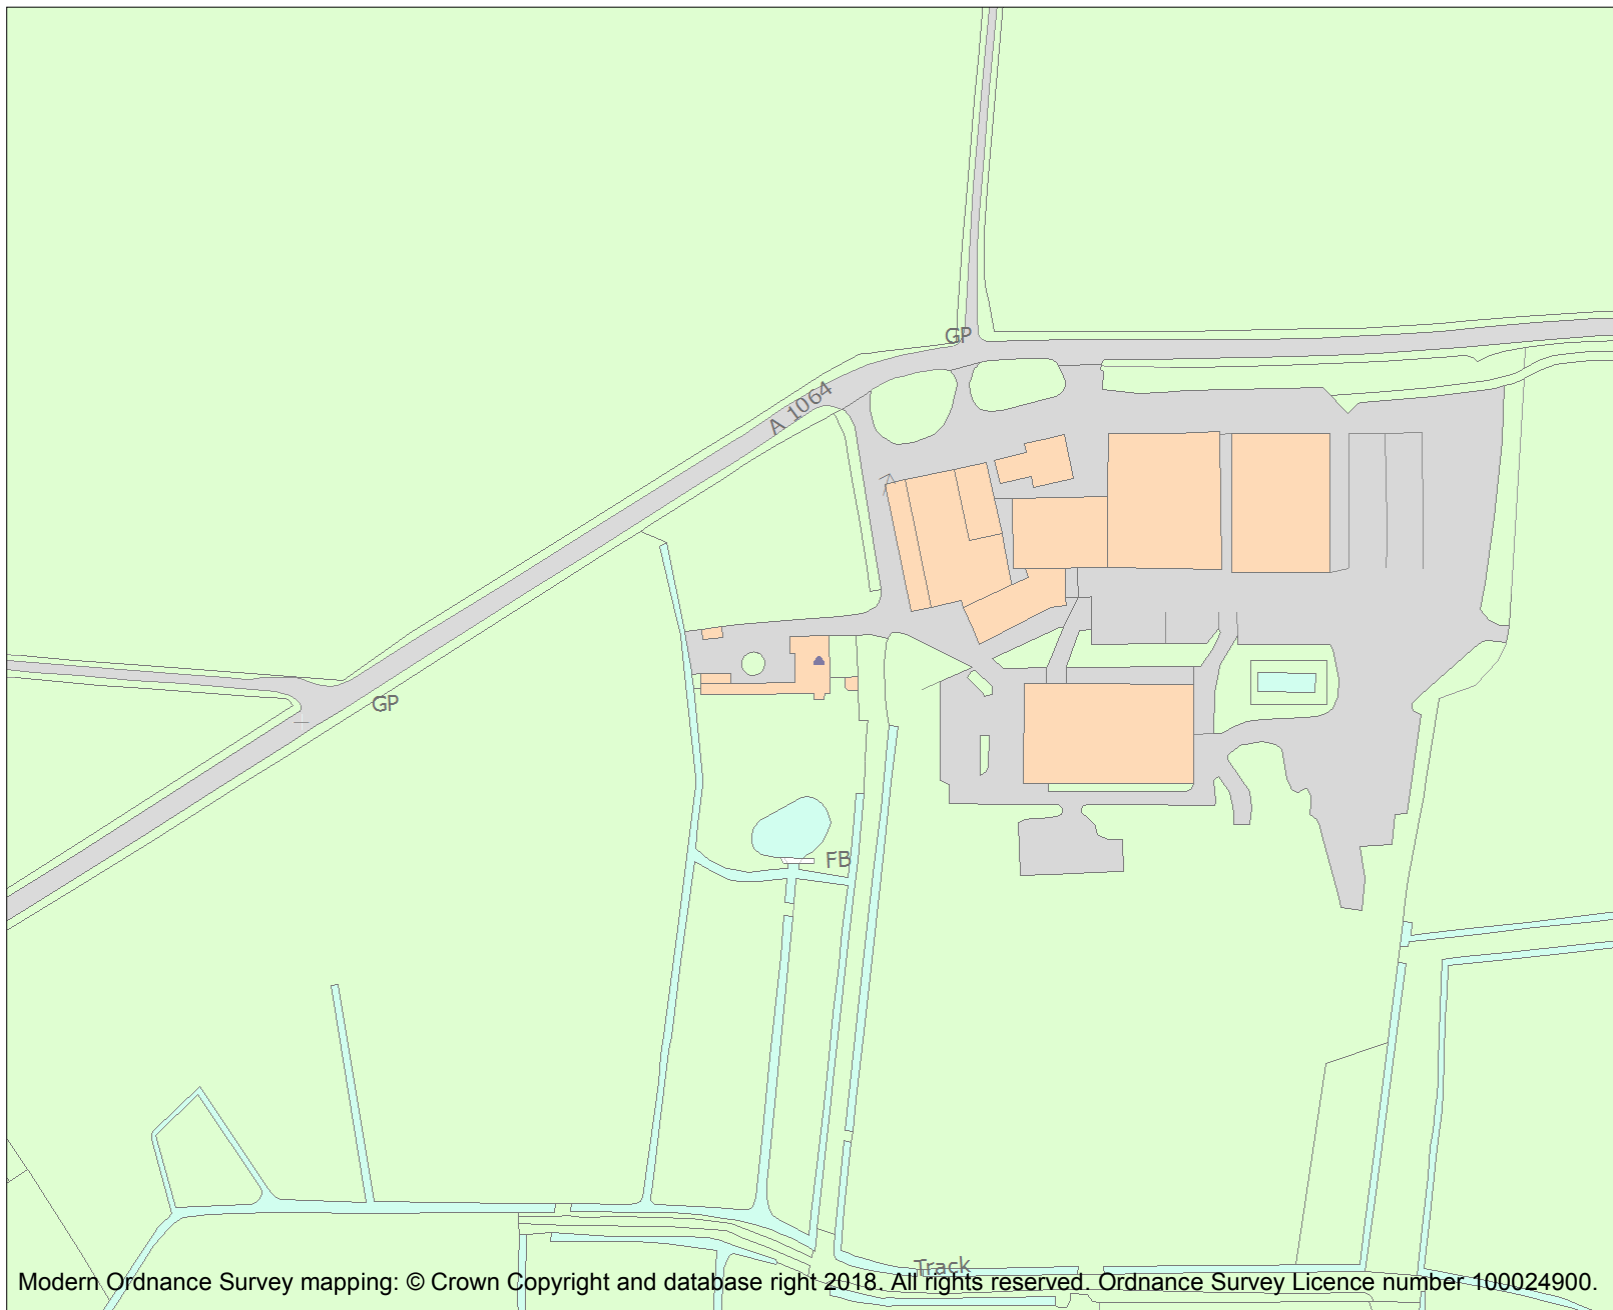 GP
A 1064
GP
FB
Track
Modern Ordnance Survey mapping: © Crown Copyright and database right 2018. All rights reserved. Ordnance Survey Licence number 100024900.